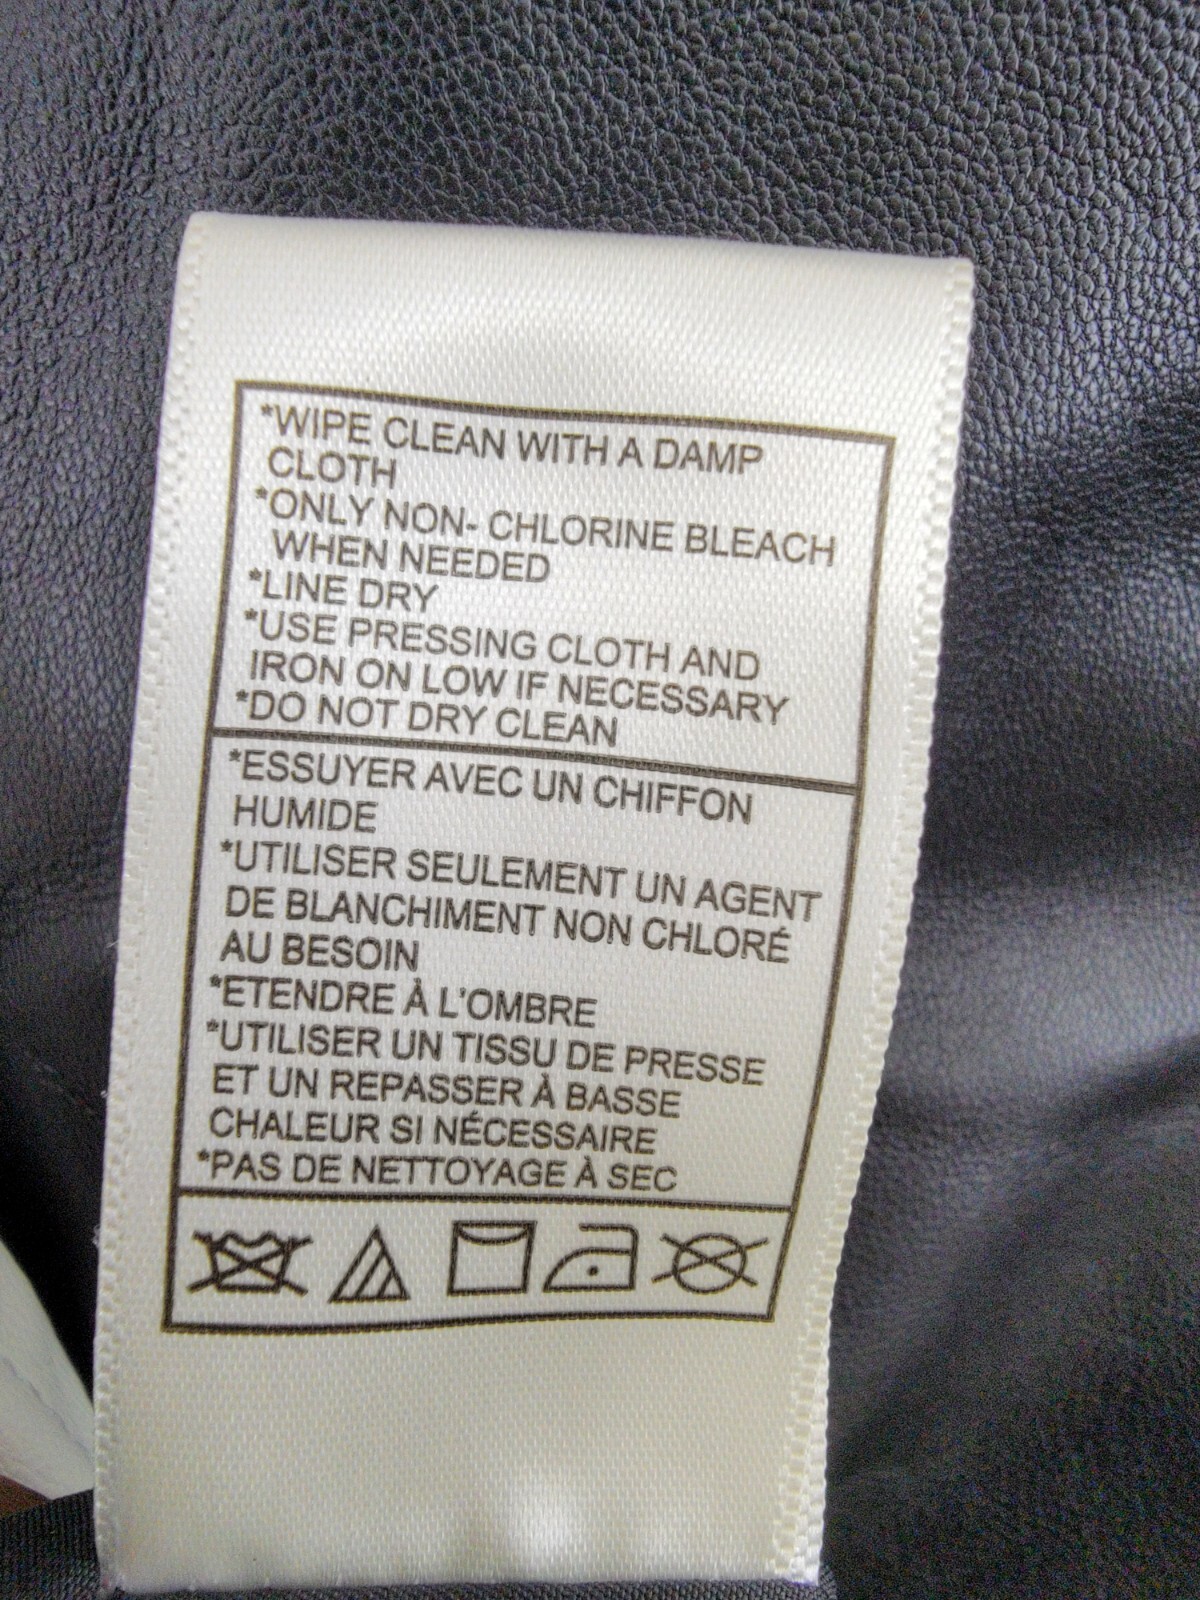 *WIPE CLEAN WITH A DAMP
CLOTH
*ONLY NON- CHLORINE BLEACH
WHEN NEEDED
*LINE DRY
*USE PRESSING CLOTH AND
IRON ON LOW IF NECESSARY
*DO NOT DRY CLEAN
*ESSUYER AVEC UN CHIFFON
HUMIDE
*UTILISER SEULEMENT UN AGENT
DE BLANCHIMENT NON CHLORÉ
AU BESOIN
*ETENDRE À L'OMBRE
*UTILISER UN TISSU DE PRESSE
ET UN REPASSER À BASSE
CHALEUR SI NÉCESSAIRE
*PAS DE NETTOYAGE À SEC